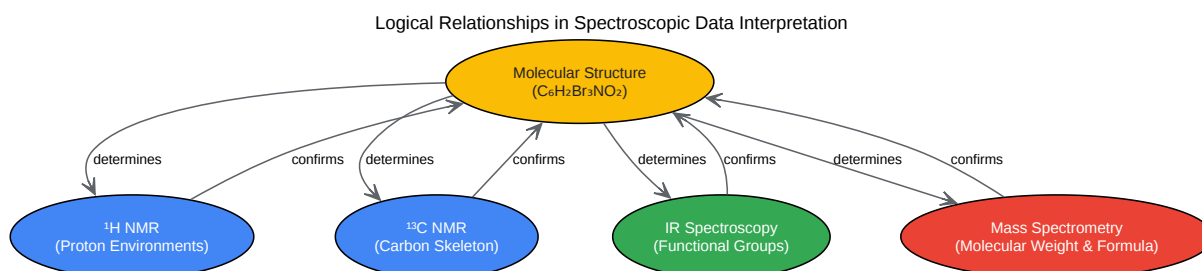 Logical Relationships in Spectroscopic Data Interpretation
Molecular Structure
(C₆H₂Br₃NO₂)
determines
confirms
determines
confirms
determines
confirms
determines
confirms
¹H NMR
(Proton Environments)
¹³C NMR
(Carbon Skeleton)
IR Spectroscopy
(Functional Groups)
Mass Spectrometry
(Molecular Weight & Formula)